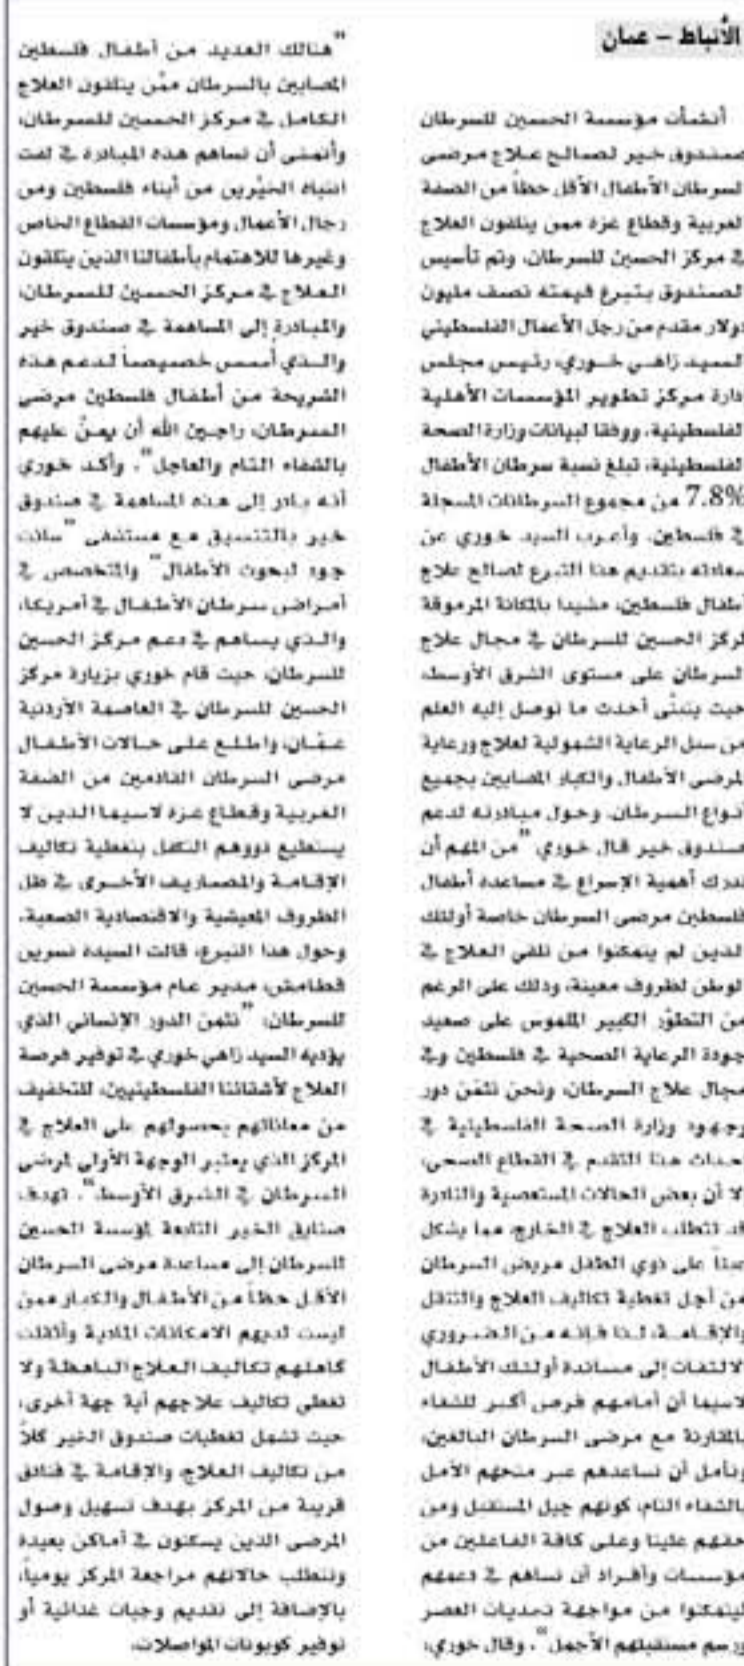 الأنباط – عمان
أنشأت مؤسسة الحسين للسرطان
صندوق خير لصالح علاج مرضى
السرطان الأطفال الأقل حظاً من الضفة
الغربية وقطاع غزة ممن يتلقون العلاج
في مركز الحسين للسرطان، وتم تأسيس
الصندوق بتبرع قيمته نصف مليون
دولار مقدم من رجل الأعمال الفلسطيني
السيد زاهي خوري، رئيس مجلس
إدارة مركز تطوير المؤسسات الأهلية
الفلسطينية. ووفقا لبيانات وزارة الصحة
الفلسطينية، تبلغ نسبة سرطان الأطفال
7.8% من مجموع السرطانات المسجلة
في فلسطين. وأعرب السيد خوري عن
سعادته بتقديم هذا التبرع لصالح علاج
أطفال فلسطين، مشيدا بالمكانة المرموقة
لمركز الحسين للسرطان في مجال علاج
السرطان على مستوى الشرق الأوسط،
حيث يتبنّى أحدث ما توصل إليه العلم
من سبل الرعاية الشمولية لعلاج ورعاية
المرضى الأطفال والكبار المصابين بجميع
أنواع السرطان. وحول مبادرته لدعم
صندوق خير قال خوري "من المهم أن
ندرك أهمية الإسراع في مساعدة أطفال
فلسطين مرضى السرطان خاصة أولئك
الذين لم يتمكنوا من تلقي العلاج في
الوطن لظروف معينة، وذلك على الرغم
من التطوّر الكبير الملموس على صعيد
جودة الرعاية الصحية في فلسطين وفي
مجال علاج السرطان، ونحن نثمّن دور
وجهود وزارة الصحة الفلسطينية في
إحداث هذا التقدم في القطاع الصحي،
إلا أن بعض الحالات المستعصية والنادرة
قد تتطلب العلاج في الخارج، مما يشكل
عبئاً على ذوي الطفل مريض السرطان
من أجل تغطية تكاليف العلاج والتنقل
والإقامة، لذا فإنه من الضروري
الالتفات إلى مساندة أولئك الأطفال
لاسيما أن أمامهم فرص أكبر للشفاء
بالمقارنة مع مرضى السرطان البالغين،
ونأمل أن نساعدهم عبر منحهم الأمل
بالشفاء التام، كونهم جيل المستقبل ومن
حقهم علينا وعلى كافة الفاعلين من
مؤسسات وأفراد أن نساهم في دعمهم
ليتمكنوا من مواجهة تحديات العصر
ورسم مستقبلهم الأجمل". وقال خوري:
"هنالك العديد من أطفال فلسطين
المصابين بالسرطان ممّن يتلقون العلاج
الكامل في مركز الحسين للسرطان،
وأتمنى أن تساهم هذه المبادرة في لفت
انتباه الخيّرين من أبناء فلسطين ومن
رجال الأعمال ومؤسسات القطاع الخاص
وغيرها للاهتمام بأطفالنا الذين يتلقون
العلاج في مركز الحسين للسرطان،
والمبادرة إلى المساهمة في صندوق خير
والذي أسس خصيصاً لدعم هذه
الشريحة من أطفال فلسطين مرضى
السرطان، راجين الله أن يمنّ عليهم
بالشفاء التام والعاجل". وأكد خوري
أنه بادر إلى هذه المساهمة في صندوق
خير بالتنسيق مع مستشفى "سانت
جود لبحوث الأطفال" والمتخصص في
أمراض سرطان الأطفال في أمريكا،
والذي يساهم في دعم مركز الحسين
للسرطان، حيث قام خوري بزيارة مركز
الحسين للسرطان في العاصمة الأردنية
عمّان، واطلع على حالات الأطفال
مرضى السرطان القادمين من الضفة
الغربية وقطاع غزة لاسيما الذين لا
يستطيع ذووهم التكفل بتغطية تكاليف
الإقامة والمصاريف الأخرى في ظل
الظروف المعيشية والاقتصادية الصعبة.
وحول هذا التبرع، قالت السيدة نسرين
قطامش، مدير عام مؤسسة الحسين
للسرطان: "نثمن الدور الإنساني الذي
يؤديه السيد زاهي خوري في توفير فرصة
العلاج لأشقائنا الفلسطينيين، للتخفيف
من معاناتهم بحصولهم على العلاج في
المركز الذي يعتبر الوجهة الأولى لمرضى
السرطان في الشرق الأوسط". تهدف
صناديق الخير التابعة لمؤسسة الحسين
للسرطان إلى مساعدة مرضى السرطان
الأقل حظاً من الأطفال والكبار ممن
ليست لديهم الامكانات المادية وأثقلت
كاهلهم تكاليف العلاج الباهظة ولا
تغطي تكاليف علاجهم أية جهة أخرى،
حيث تشمل تغطيات صندوق الخير كلاً
من تكاليف العلاج، والإقامة في فنادق
قريبة من المركز بهدف تسهيل وصول
المرضى الذين يسكنون في أماكن بعيدة
وتتطلب حالاتهم مراجعة المركز يومياً،
بالإضافة إلى تقديم وجبات غذائية أو
توفير كوبونات المواصلات.